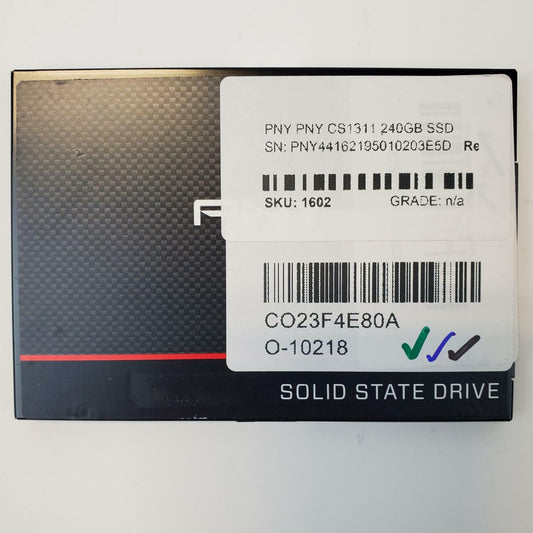 PNY PNY CS1311 240GB SSD
SN: PNY44162195010203E5D Re
SKU: 1602 GRADE: n/a
CO23F4E80A
O-10218
SOLID STATE DRIVE